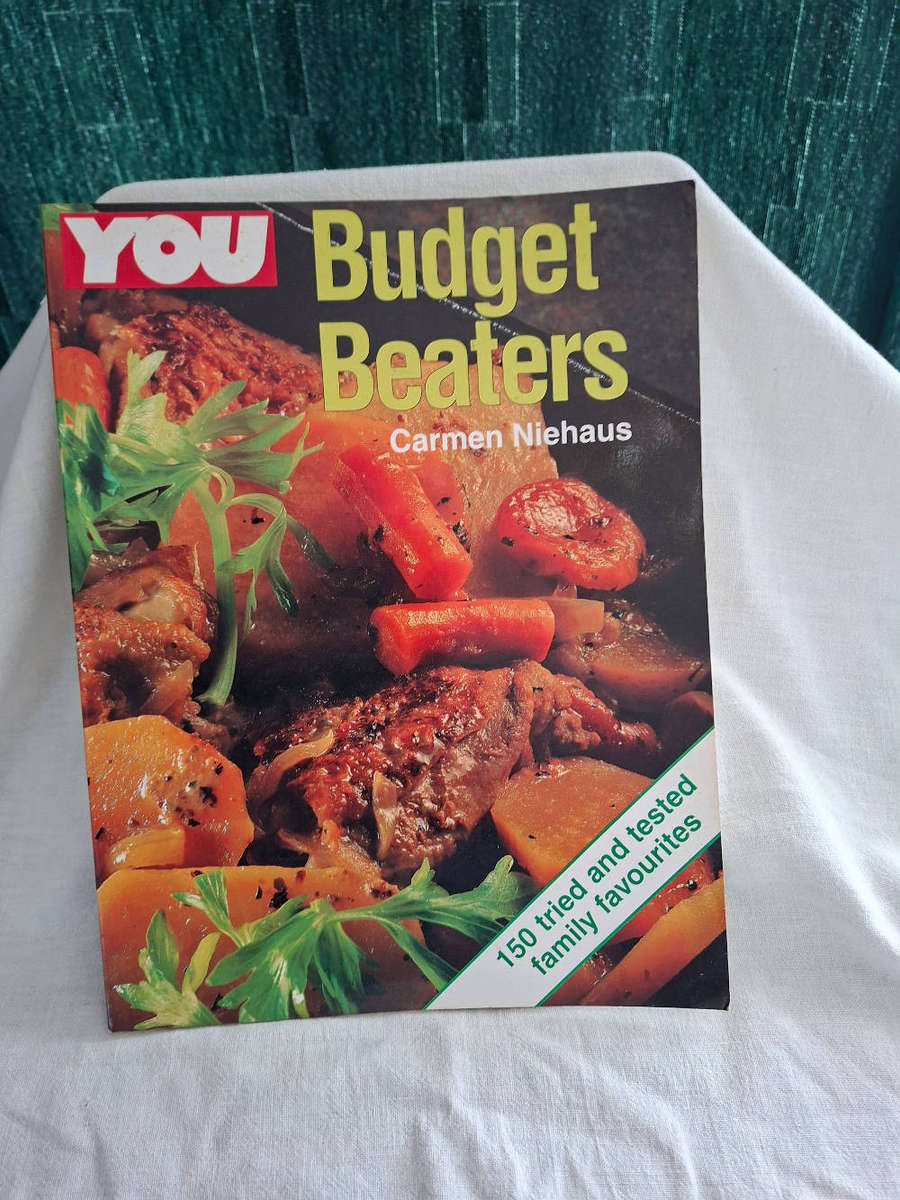 YOU
Budget
Beaters
Carmen Niehaus
150 tried and tested
family favourites